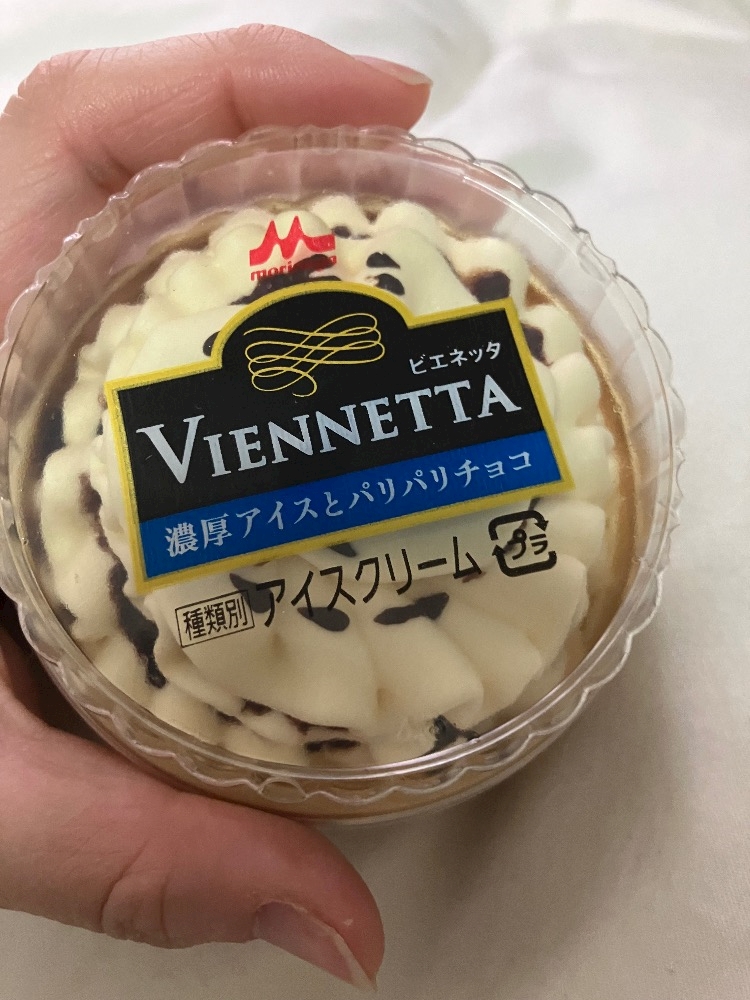 morinaga
ビエネッタ
VIENNETTA
濃厚アイスとパリパリチョコ
種類別 アイスクリーム
プラ